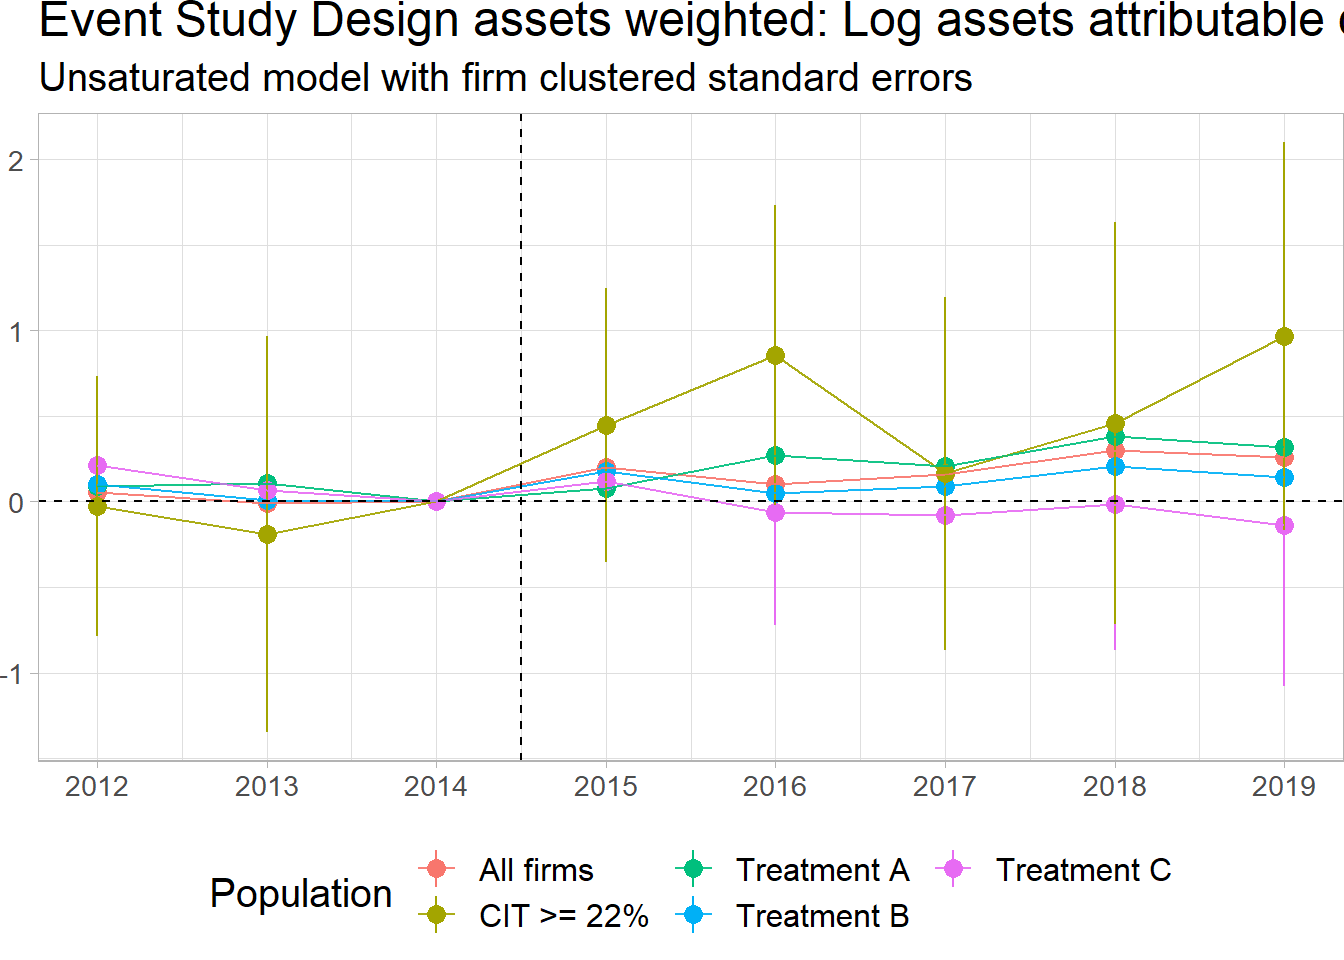 Event Study Design assets weighted: Log assets attributable
Unsaturated model with firm clustered standard errors
2
1
0
-1
2012 2013 2014 2015 2016 2017 2018 2019
Population
All firms Treatment A Treatment C
CIT >= 22% Treatment B